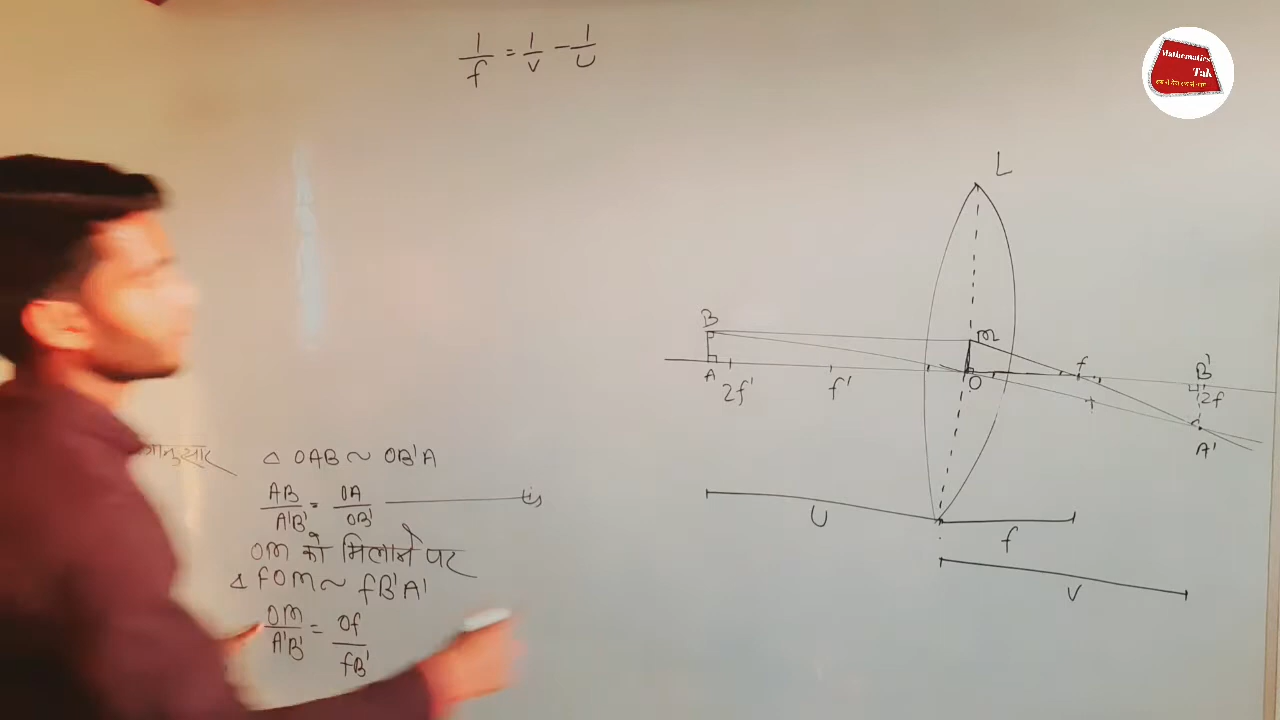 1/f = 1/v - 1/u
Mathematics
Tak
L
B
m
f
B'
A
2f'
f'
O
2f
A'
U
f
v
△ OAB ~ OB'A
AB/A'B' = OA/OB' (i)
OM को मिलाने पर
△ fOM ~ fB'A'
OM/A'B' = Of/fB'